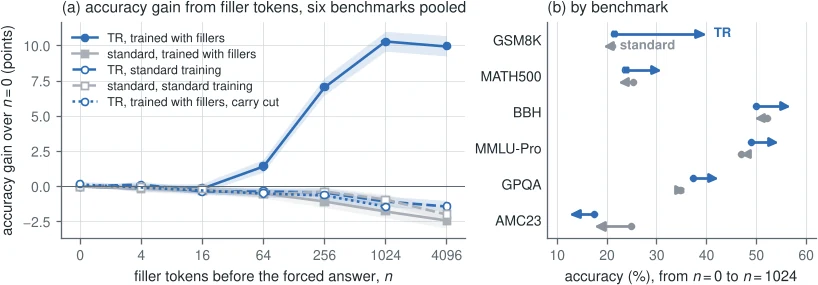 (a) accuracy gain from filler tokens, six benchmarks pooled
accuracy gain over n = 0 (points)
10.0
7.5
5.0
2.5
0.0
−2.5
TR, trained with fillers
standard, trained with fillers
TR, standard training
standard, standard training
TR, trained with fillers, carry cut
0 4 16 64 256 1024 4096
filler tokens before the forced answer, n
(b) by benchmark
GSM8K
MATH500
BBH
MMLU-Pro
GPQA
AMC23
TR
standard
10 20 30 40 50 60
accuracy (%), from n = 0 to n = 1024